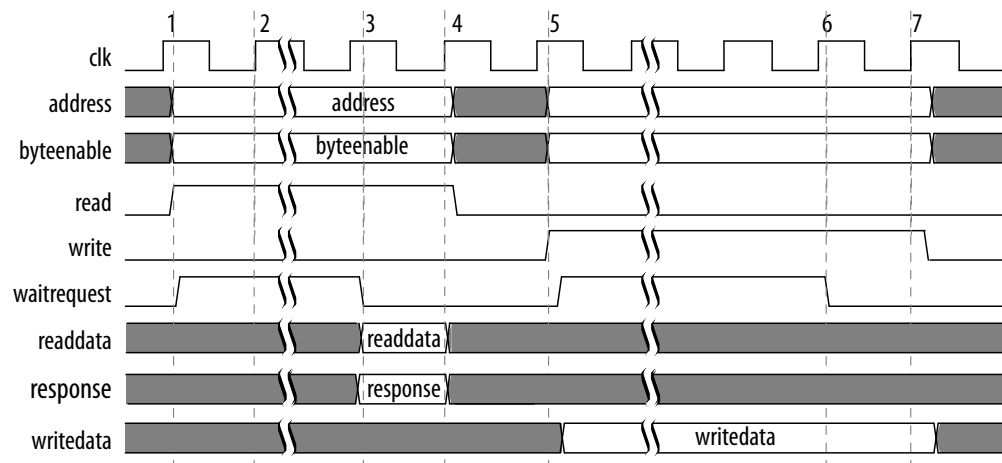 1 2 3 4 5 6 7
clk
address address
byteenable byteenable
read
write
waitrequest
readdata readdata
response response
writedata writedata